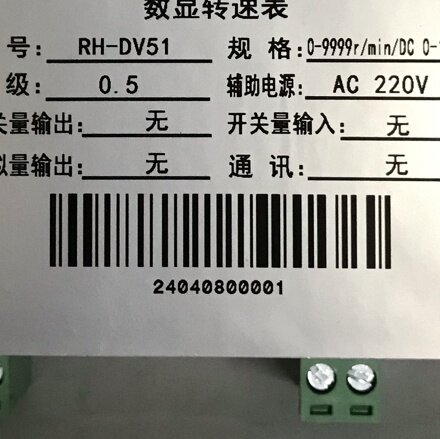 数显转速表
号: RH-DV51 规 格: 0-9999r/min/DC 0-
级: 0.5 辅助电源: AC 220V
关量输出: 无 开关量输入: 无
拟量输出: 无 通 讯: 无
24040800001